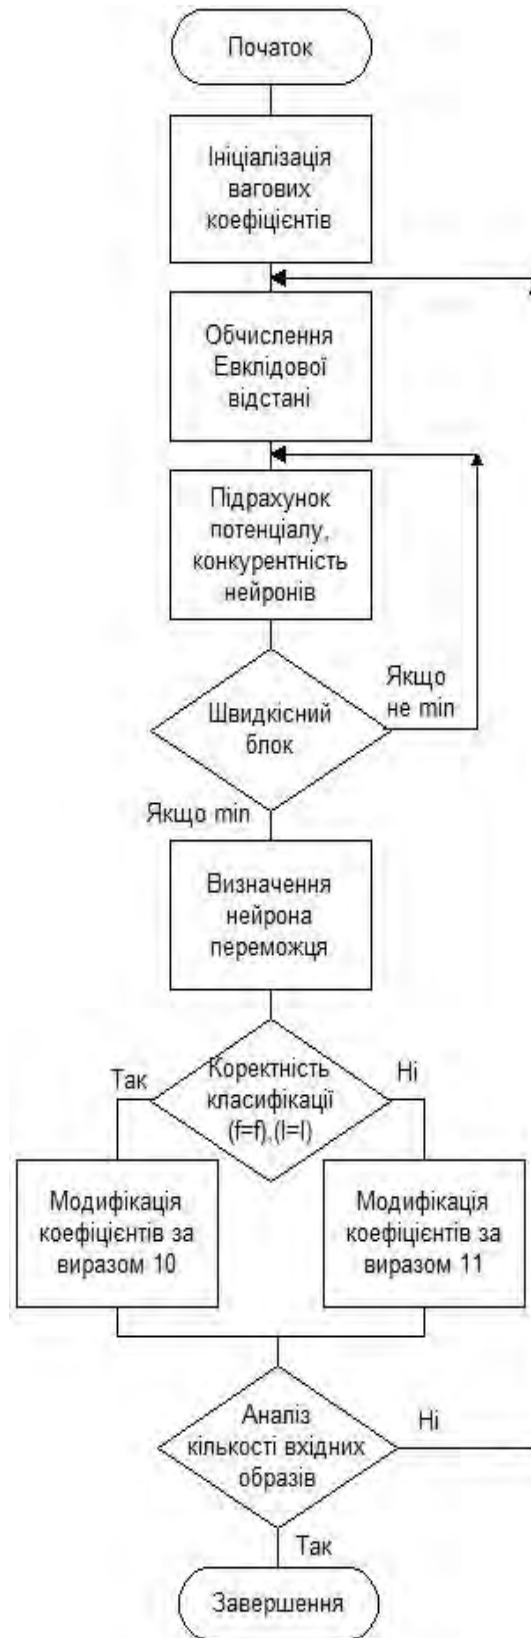 Початок
Ініціалізація
вагових
коефіцієнтів
Обчислення
Евклідової
відстані
Підрахунок
потенціалу,
конкурентність
нейронів
Якщо
не min
Швидкісний
блок
Якщо min
Визначення
нейрона
переможця
Так
Коректність
класифікації
(f=f),(l=l)
Ні
Модифікація
коефіцієнтів за
виразом 10
Модифікація
коефіцієнтів за
виразом 11
Аналіз
кількості вхідних
образів
Ні
Так
Завершення